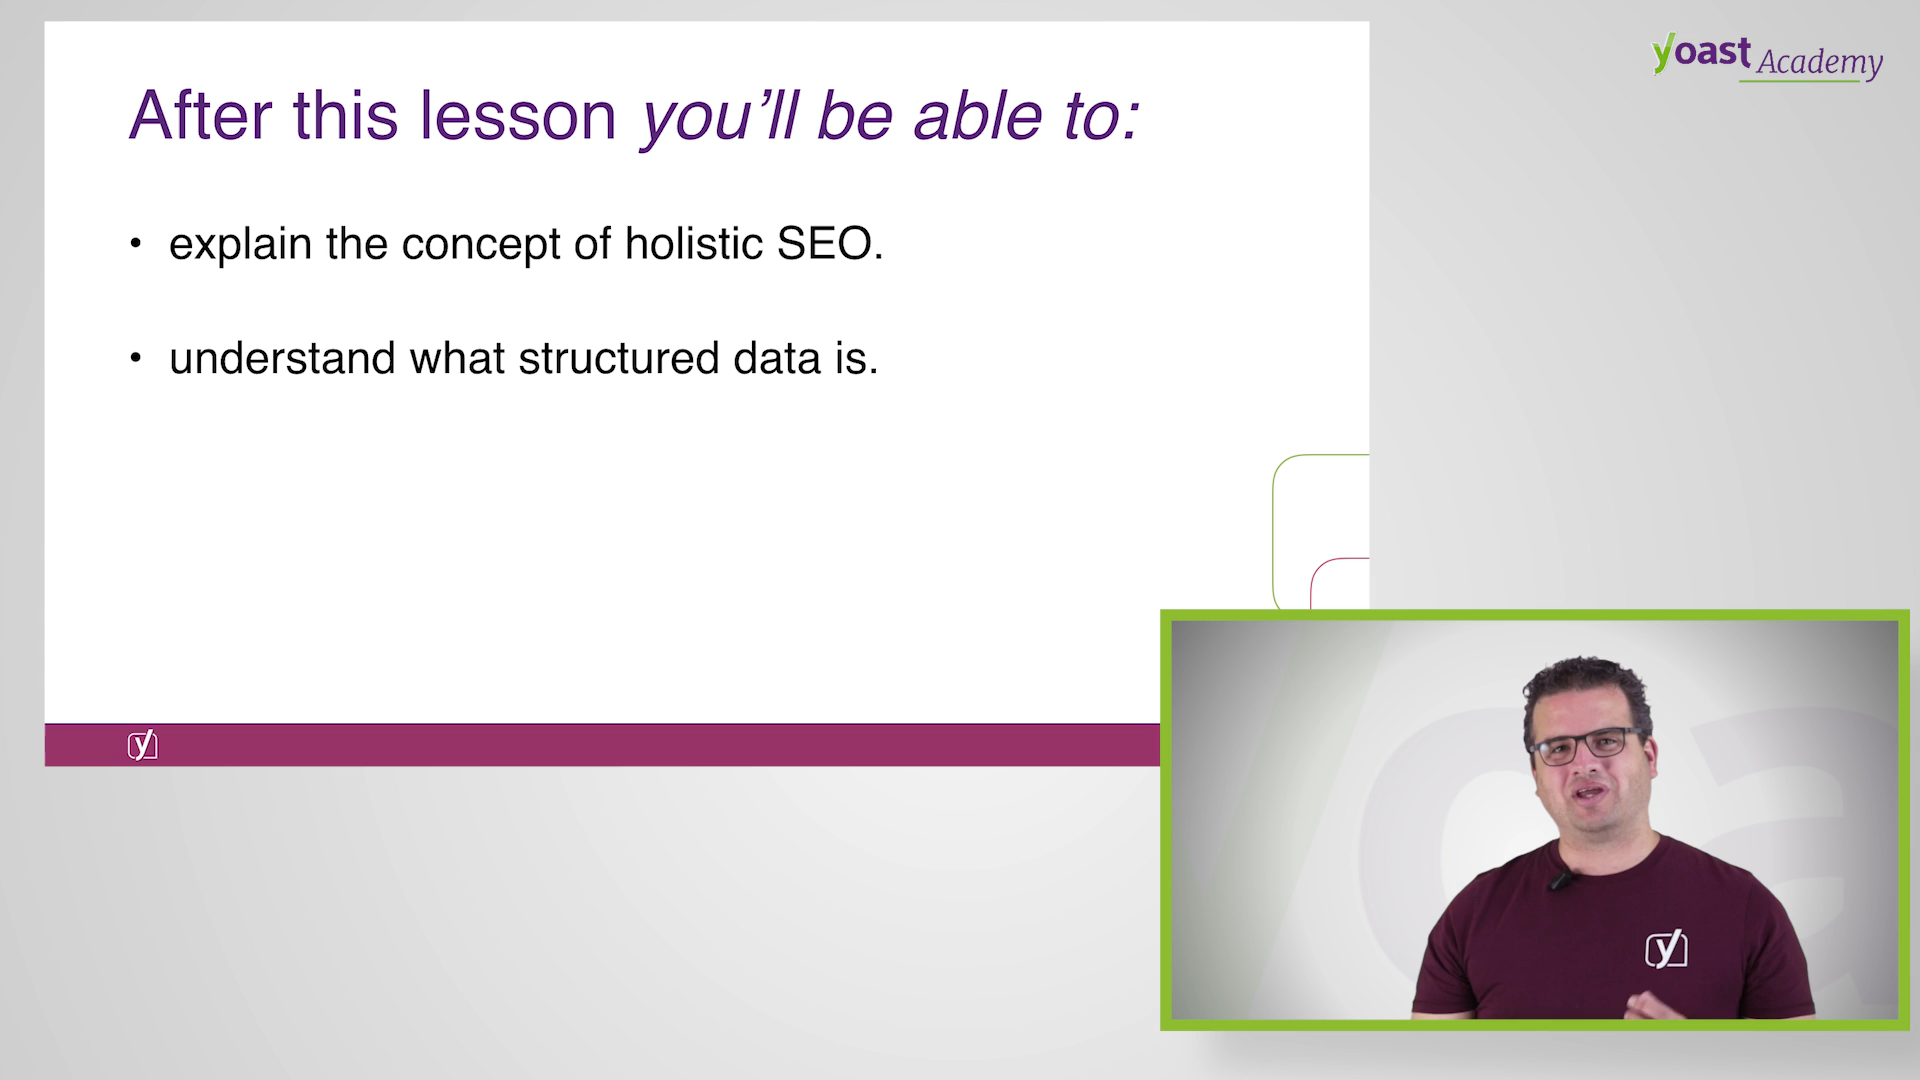 After this lesson you’ll be able to:
• explain the concept of holistic SEO.
• understand what structured data is.
yoast Academy
y
y